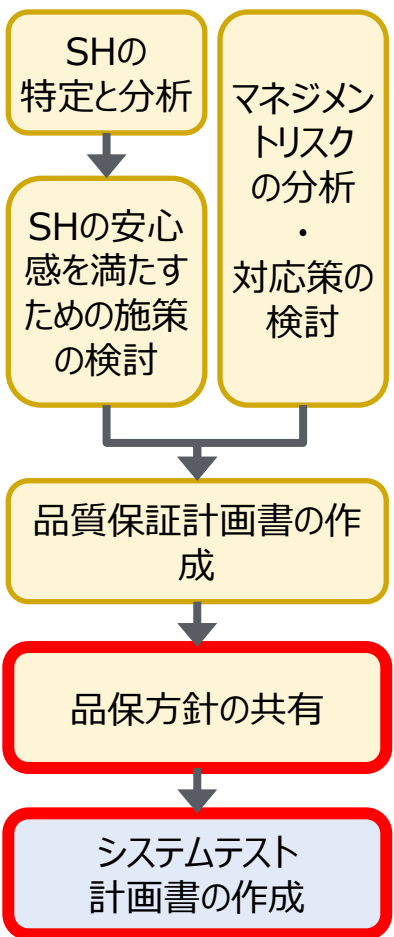 SHの
特定と分析
SHの安心
感を満たす
ための施策
の検討
マネジメン
トリスク
の分析
・
対応策の
検討
品質保証計画書の作
成
品保方針の共有
システムテスト
計画書の作成